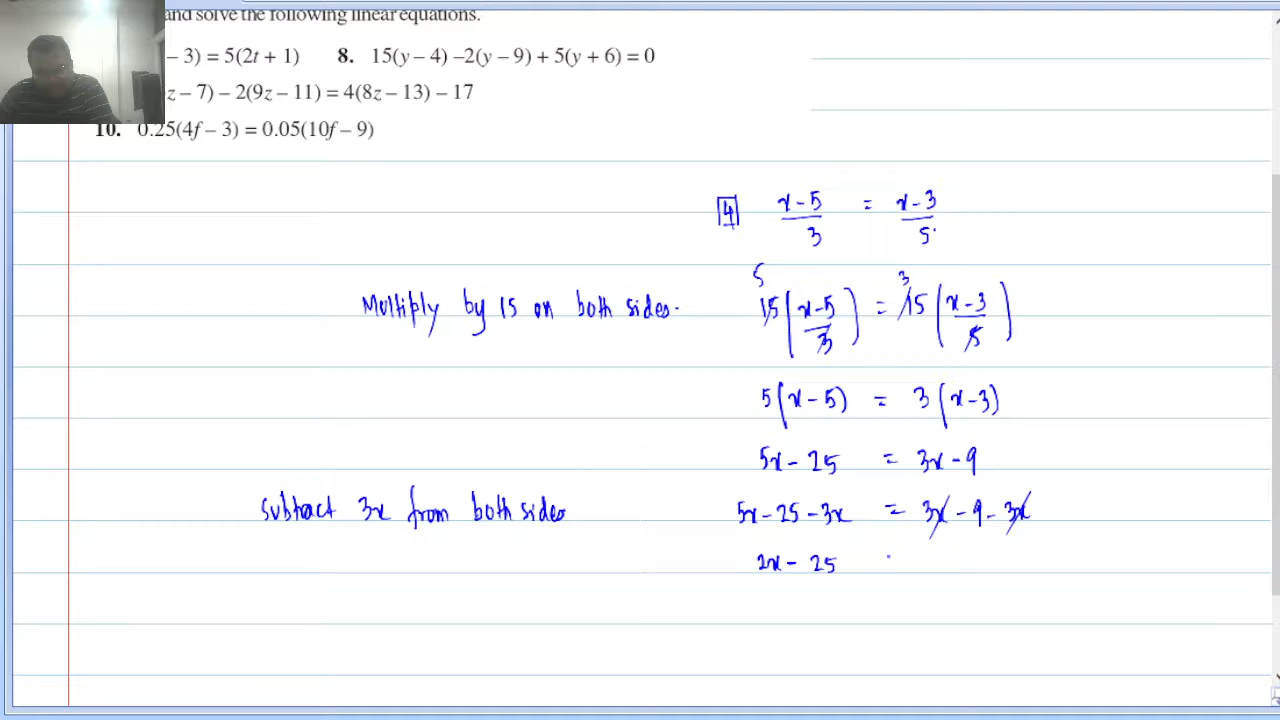 and solve the following linear equations.
– 3) = 5(2t + 1) 8. 15(y – 4) –2(y – 9) + 5(y + 6) = 0
z – 7) – 2(9z – 11) = 4(8z – 13) – 17
10. 0.25(4f – 3) = 0.05(10f – 9)
4 x-5/3 = x-3/5
5 3
Multiply by 15 on both sides. 15(x-5/3) = 15(x-3/5)
5(x-5) = 3(x-3)
5x - 25 = 3x - 9
Subtract 3x from both sides 5x - 25 - 3x = 3x - 9 - 3x
2x - 25